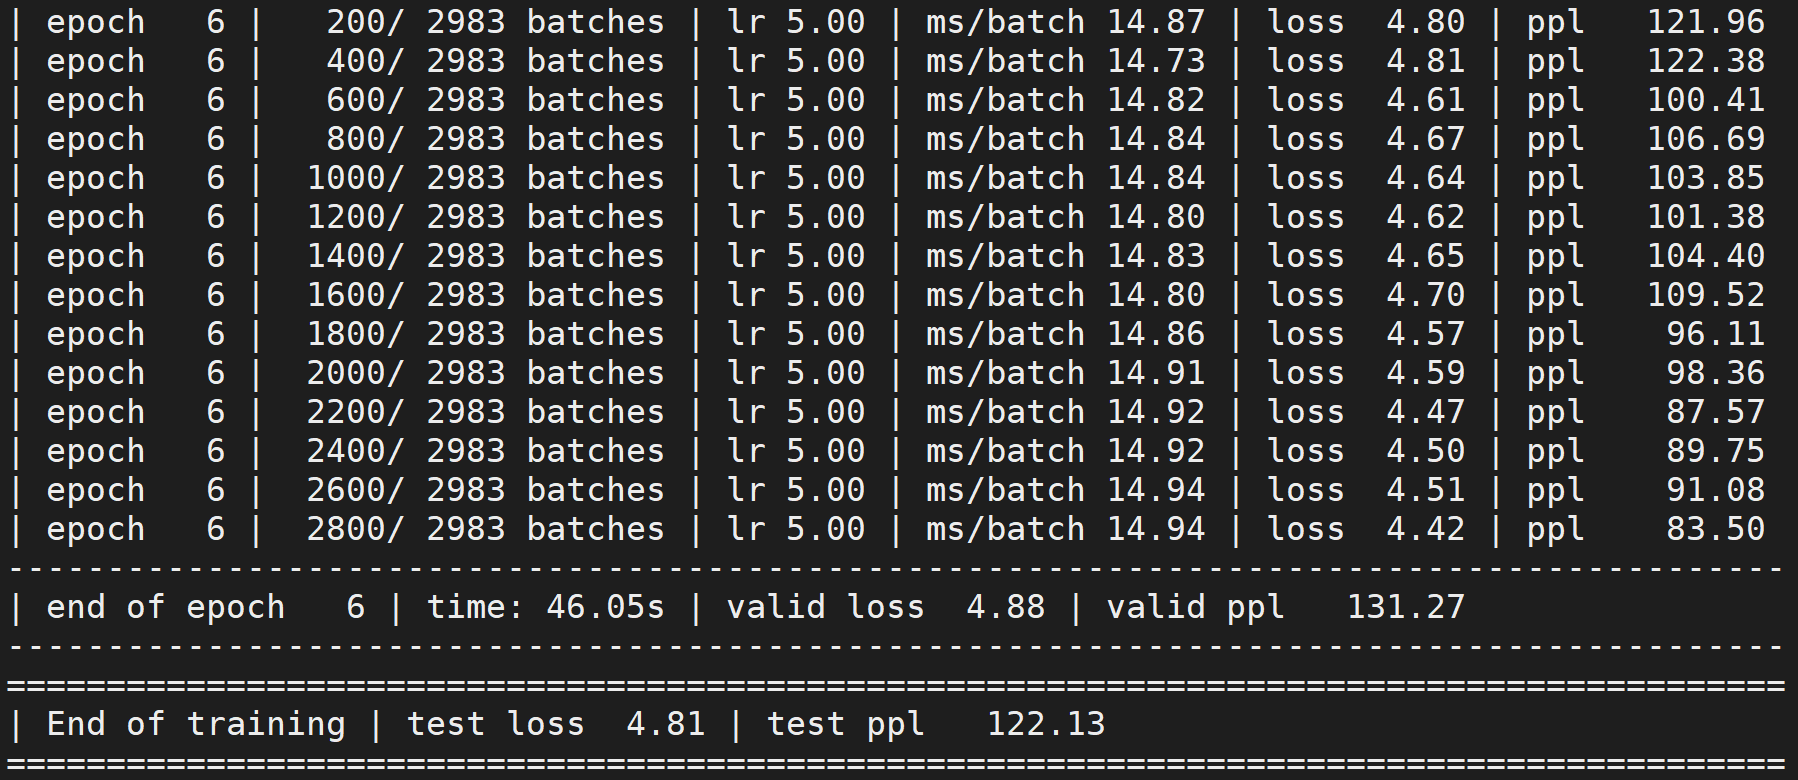 | epoch   6 |   200/ 2983 batches | lr 5.00 | ms/batch 14.87 | loss  4.80 | ppl   121.96
| epoch   6 |   400/ 2983 batches | lr 5.00 | ms/batch 14.73 | loss  4.81 | ppl   122.38
| epoch   6 |   600/ 2983 batches | lr 5.00 | ms/batch 14.82 | loss  4.61 | ppl   100.41
| epoch   6 |   800/ 2983 batches | lr 5.00 | ms/batch 14.84 | loss  4.67 | ppl   106.69
| epoch   6 |  1000/ 2983 batches | lr 5.00 | ms/batch 14.84 | loss  4.64 | ppl   103.85
| epoch   6 |  1200/ 2983 batches | lr 5.00 | ms/batch 14.80 | loss  4.62 | ppl   101.38
| epoch   6 |  1400/ 2983 batches | lr 5.00 | ms/batch 14.83 | loss  4.65 | ppl   104.40
| epoch   6 |  1600/ 2983 batches | lr 5.00 | ms/batch 14.80 | loss  4.70 | ppl   109.52
| epoch   6 |  1800/ 2983 batches | lr 5.00 | ms/batch 14.86 | loss  4.57 | ppl    96.11
| epoch   6 |  2000/ 2983 batches | lr 5.00 | ms/batch 14.91 | loss  4.59 | ppl    98.36
| epoch   6 |  2200/ 2983 batches | lr 5.00 | ms/batch 14.92 | loss  4.47 | ppl    87.57
| epoch   6 |  2400/ 2983 batches | lr 5.00 | ms/batch 14.92 | loss  4.50 | ppl    89.75
| epoch   6 |  2600/ 2983 batches | lr 5.00 | ms/batch 14.94 | loss  4.51 | ppl    91.08
| epoch   6 |  2800/ 2983 batches | lr 5.00 | ms/batch 14.94 | loss  4.42 | ppl    83.50
-----------------------------------------------------------------------------------------
| end of epoch   6 | time: 46.05s | valid loss  4.88 | valid ppl   131.27
-----------------------------------------------------------------------------------------
=========================================================================================
| End of training | test loss  4.81 | test ppl   122.13
=========================================================================================